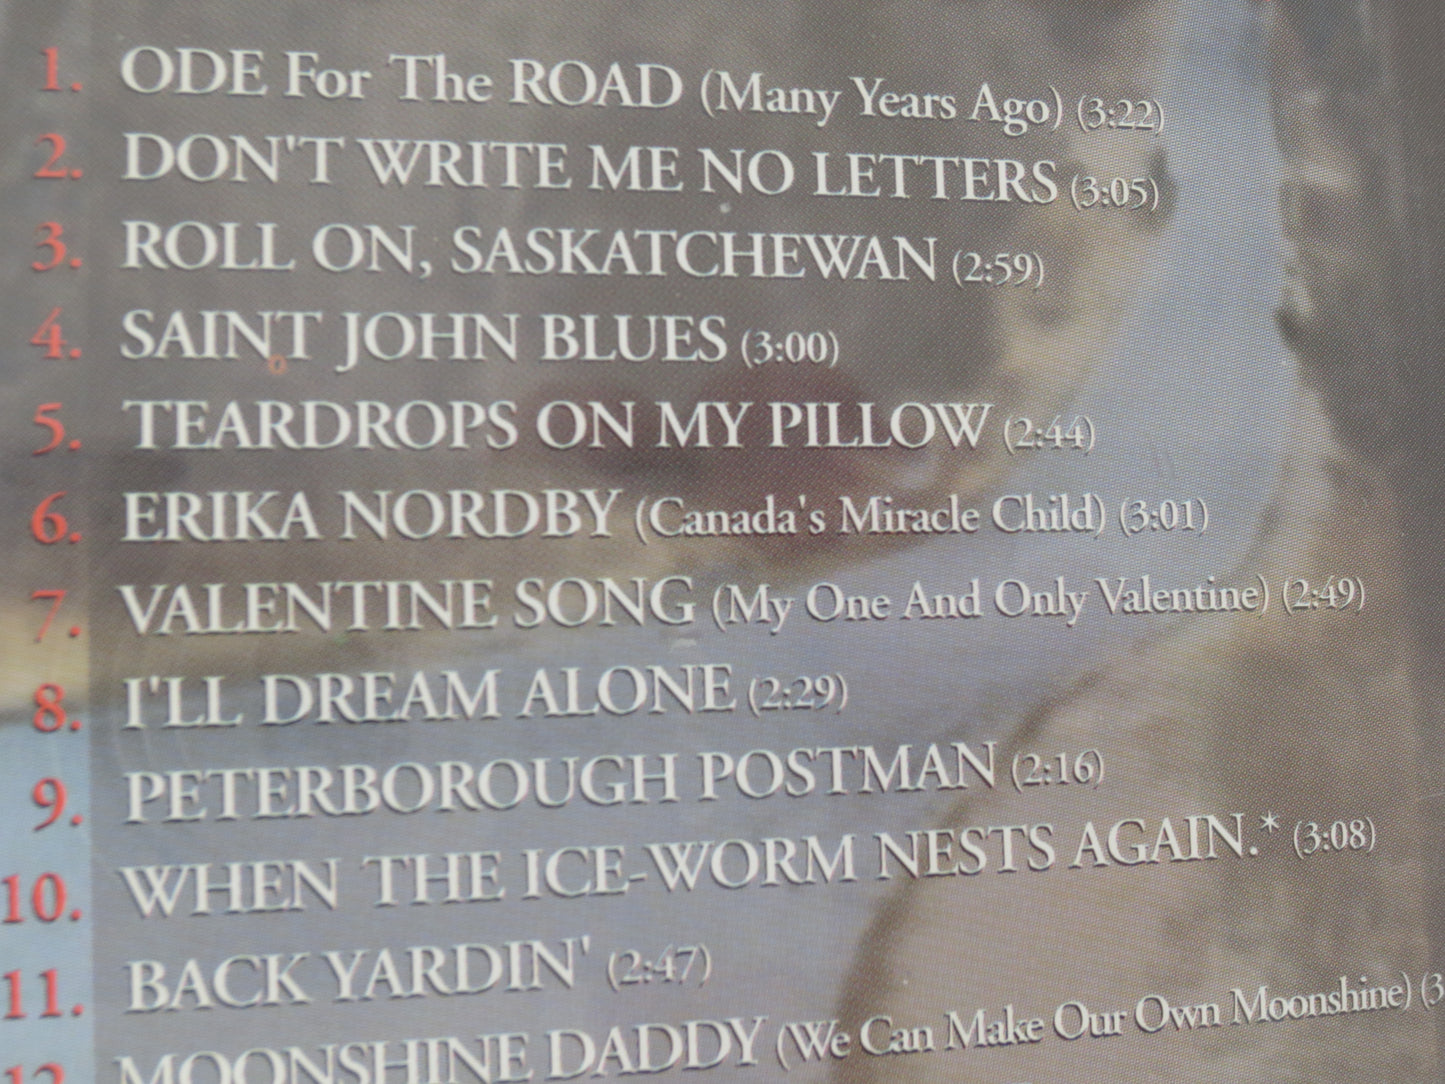 1. ODE For The ROAD (Many Years Ago) (3:22)
2. DON'T WRITE ME NO LETTERS (3:05)
3. ROLL ON, SASKATCHEWAN (2:59)
4. SAINT JOHN BLUES (3:00)
5. TEARDROPS ON MY PILLOW (2:44)
6. ERIKA NORDBY (Canada's Miracle Child) (3:01)
7. VALENTINE SONG (My One And Only Valentine) (2:49)
8. I'LL DREAM ALONE (2:29)
9. PETERBOROUGH POSTMAN (2:16)
10. WHEN THE ICE-WORM NESTS AGAIN.* (3:08)
11. BACK YARDIN' (2:47)
12. MOONSHINE DADDY (We Can Make Our Own Moonshine) (3